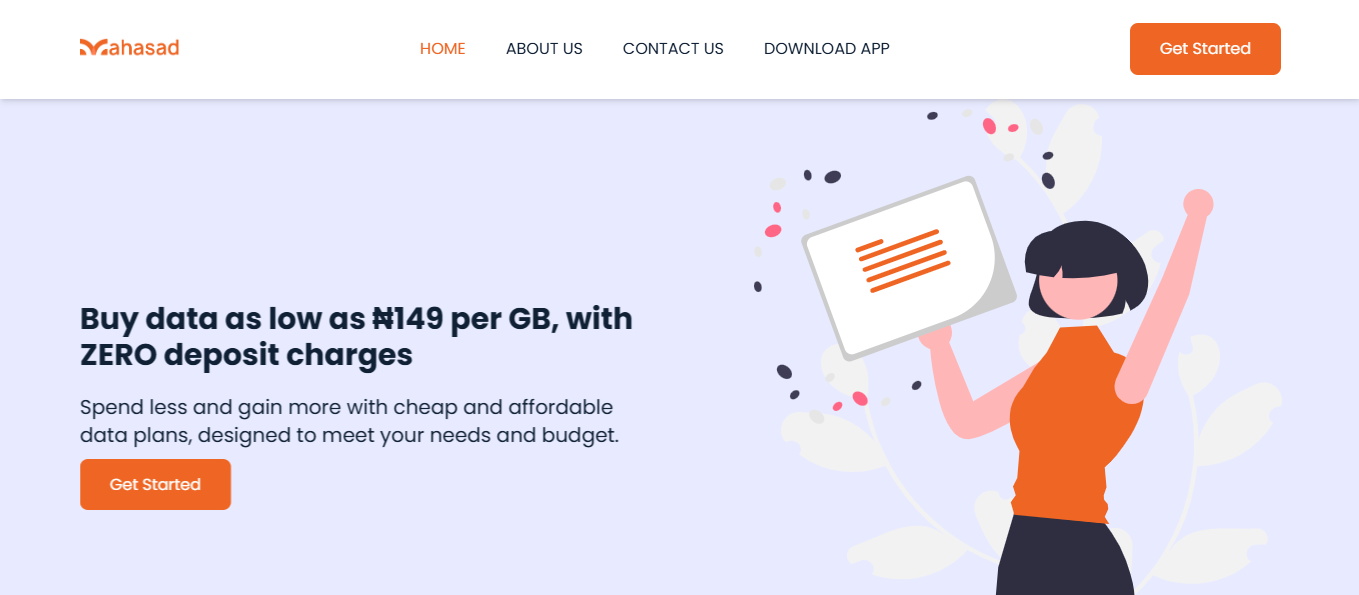 Mahasad
HOME
ABOUT US
CONTACT US
DOWNLOAD APP
Get Started
Buy data as low as ₦149 per GB, with
ZERO deposit charges
Spend less and gain more with cheap and affordable
data plans, designed to meet your needs and budget.
Get Started